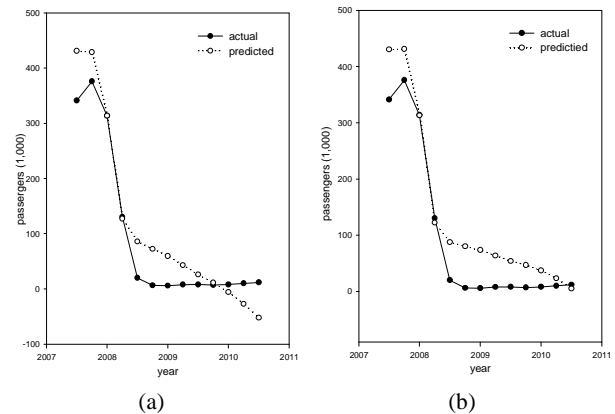 500
400
300
200
100
0
-100
passergers (1,000)
actual
predicted
2007 2008 2009 2010 2011
year
(a)
500
400
300
200
100
0
passengers (1,000)
actual
predictied
2007 2008 2009 2010 2011
year
(b)